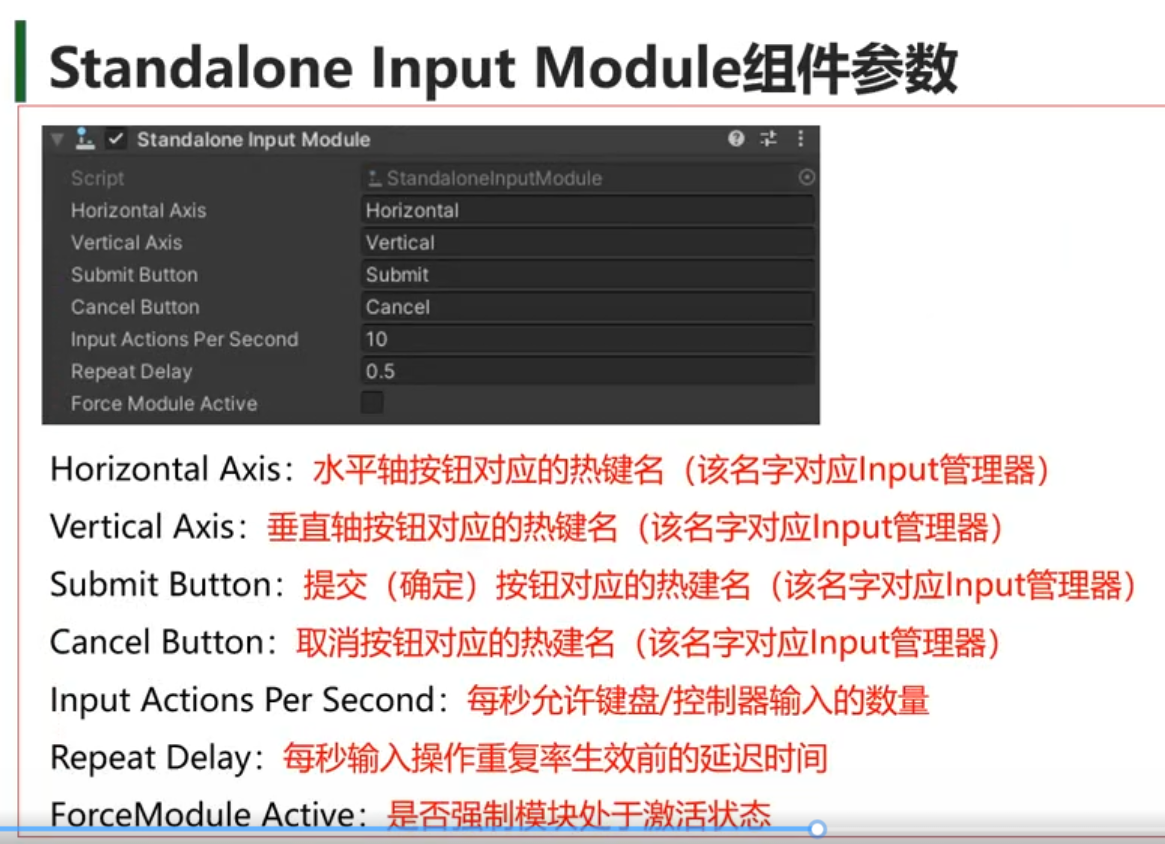 Standalone Input Module组件参数
Standalone Input Module
Script StandaloneInputModule
Horizontal Axis Horizontal
Vertical Axis Vertical
Submit Button Submit
Cancel Button Cancel
Input Actions Per Second 10
Repeat Delay 0.5
Force Module Active
Horizontal Axis：水平轴按钮对应的热键名（该名字对应Input管理器）
Vertical Axis：垂直轴按钮对应的热键名（该名字对应Input管理器）
Submit Button：提交（确定）按钮对应的热建名（该名字对应Input管理器）
Cancel Button：取消按钮对应的热建名（该名字对应Input管理器）
Input Actions Per Second：每秒允许键盘/控制器输入的数量
Repeat Delay：每秒输入操作重复率生效前的延迟时间
ForceModule Active：是否强制模块处于激活状态